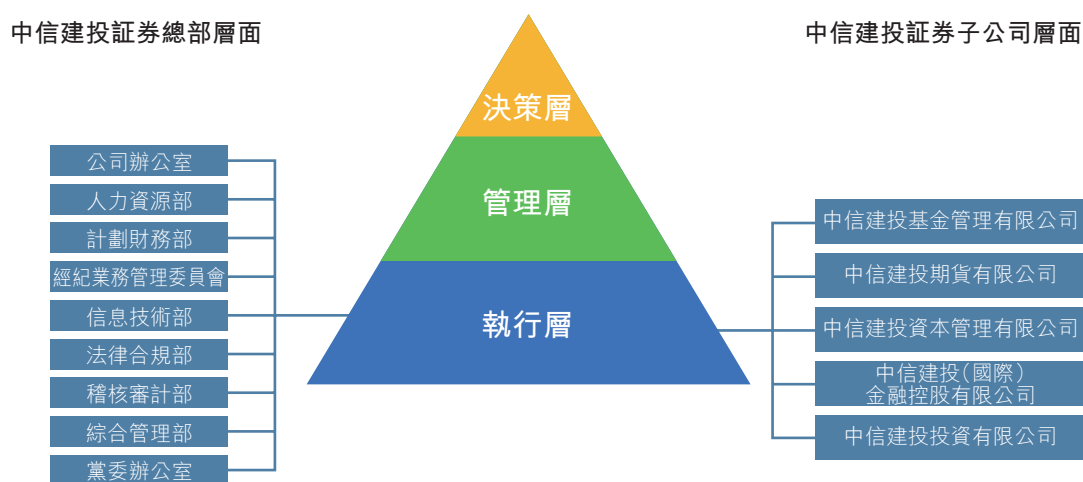 中信建投証券總部層面
中信建投証券子公司層面
決策層
管理層
執行層
公司辦公室
人力資源部
計劃財務部
經紀業務管理委員會
信息技術部
法律合規部
稽核審計部
綜合管理部
黨委辦公室
中信建投基金管理有限公司
中信建投期貨有限公司
中信建投資本管理有限公司
中信建投(國際)
金融控股有限公司
中信建投投資有限公司